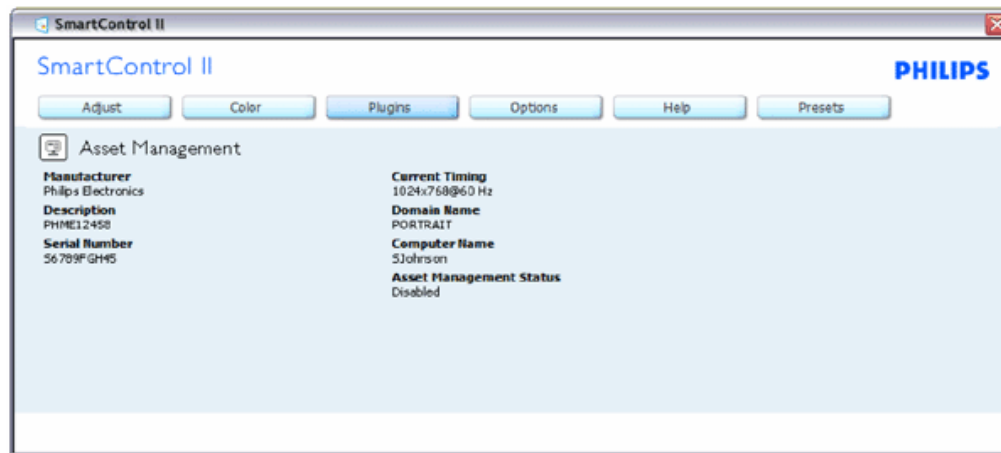 SmartControl II
SmartControl II
PHILIPS
Adjust Color Plugins Options Help Presets
Asset Management
Manufacturer
Philips Electronics
Description
PHME12458
Serial Number
56789FGH45
Current Timing
1024x768@60 Hz
Domain Name
PORTRAIT
Computer Name
SJohnson
Asset Management Status
Disabled